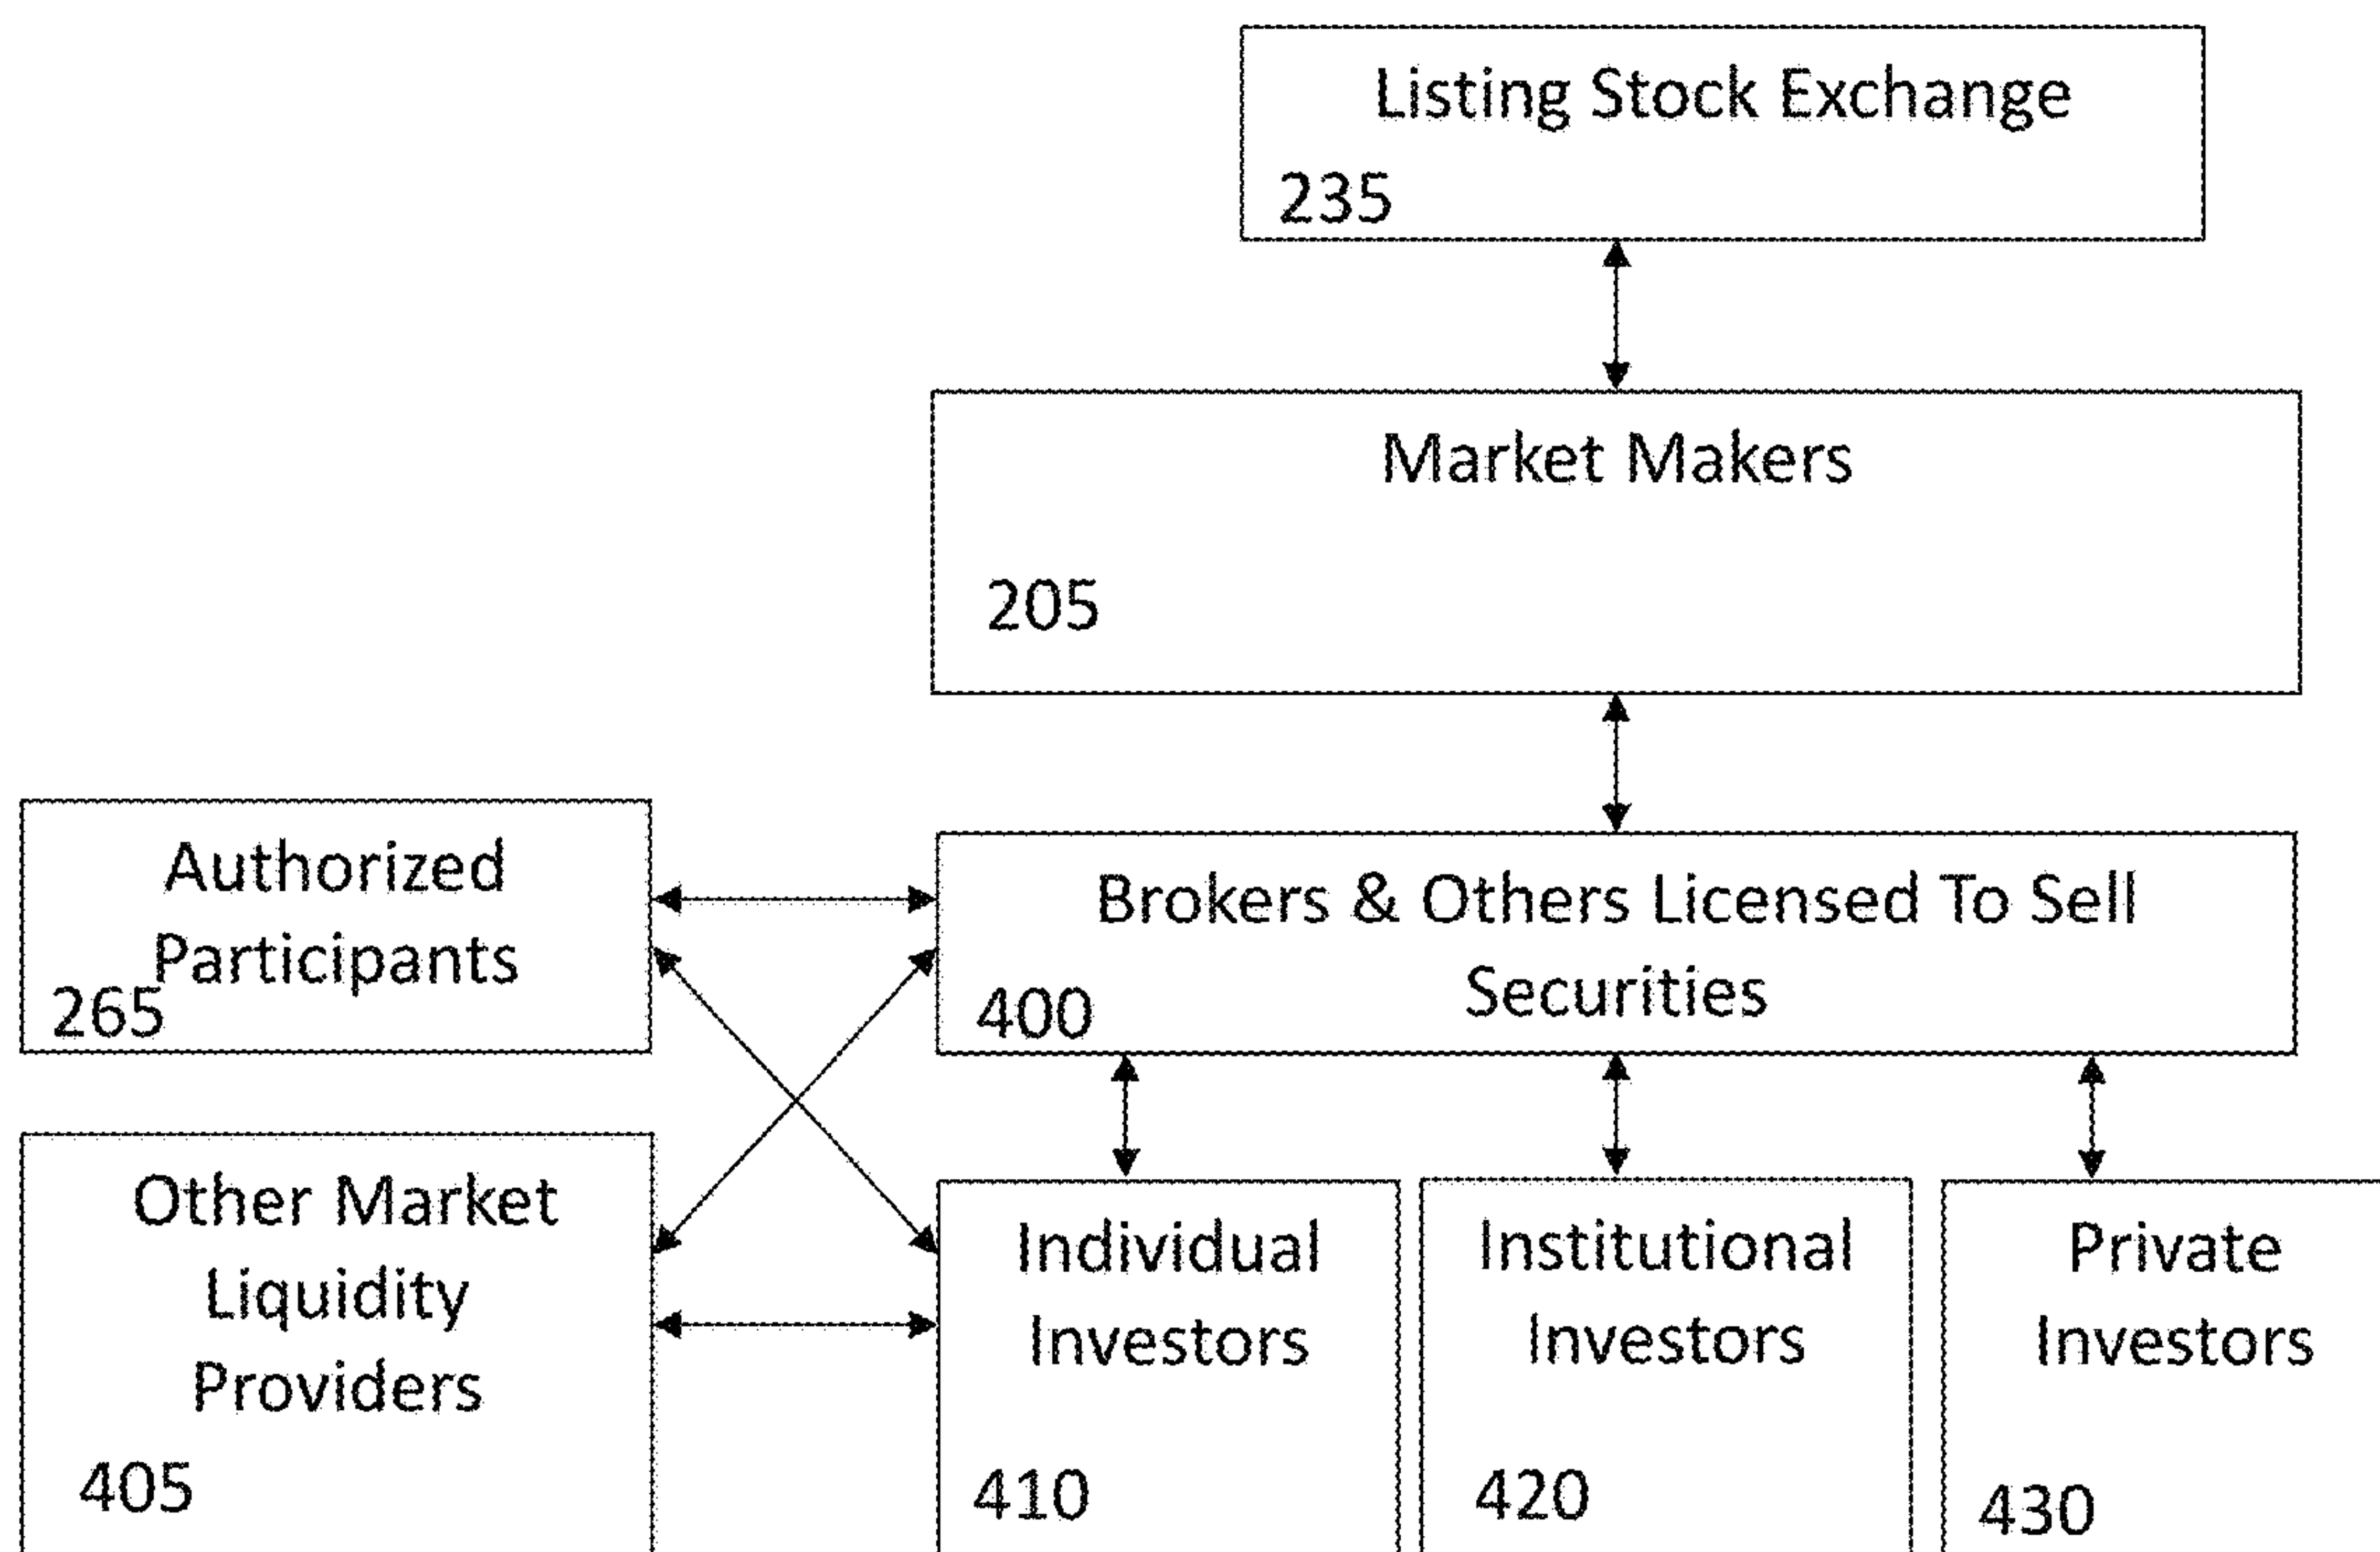 Listing Stock Exchange
235
Market Makers
205
Authorized
Participants
265
Brokers & Others Licensed To Sell
Securities
400
Other Market
Liquidity
Providers
405
Individual
Investors
410
Institutional
Investors
420
Private
Investors
430